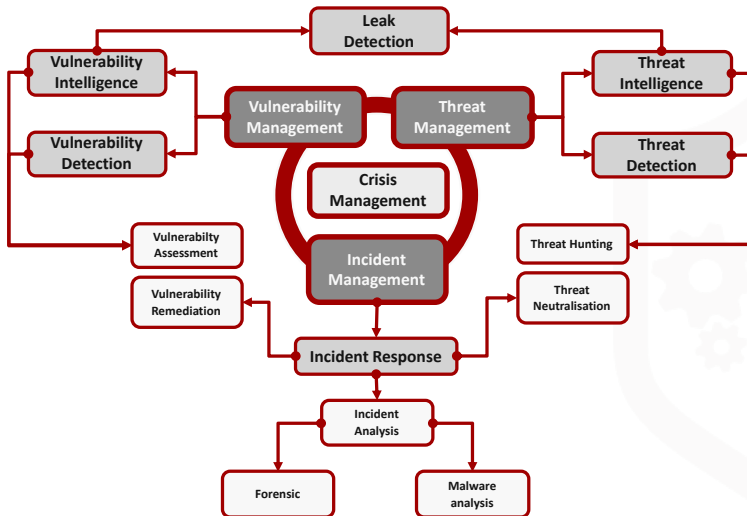 Leak
Detection
Vulnerability
Intelligence
Threat
Intelligence
Vulnerability
Management
Threat
Management
Vulnerability
Detection
Threat
Detection
Crisis
Management
Vulnerabilty
Assessment
Threat Hunting
Incident
Management
Vulnerability
Remediation
Threat
Neutralisation
Incident Response
Incident
Analysis
Forensic
Malware
analysis